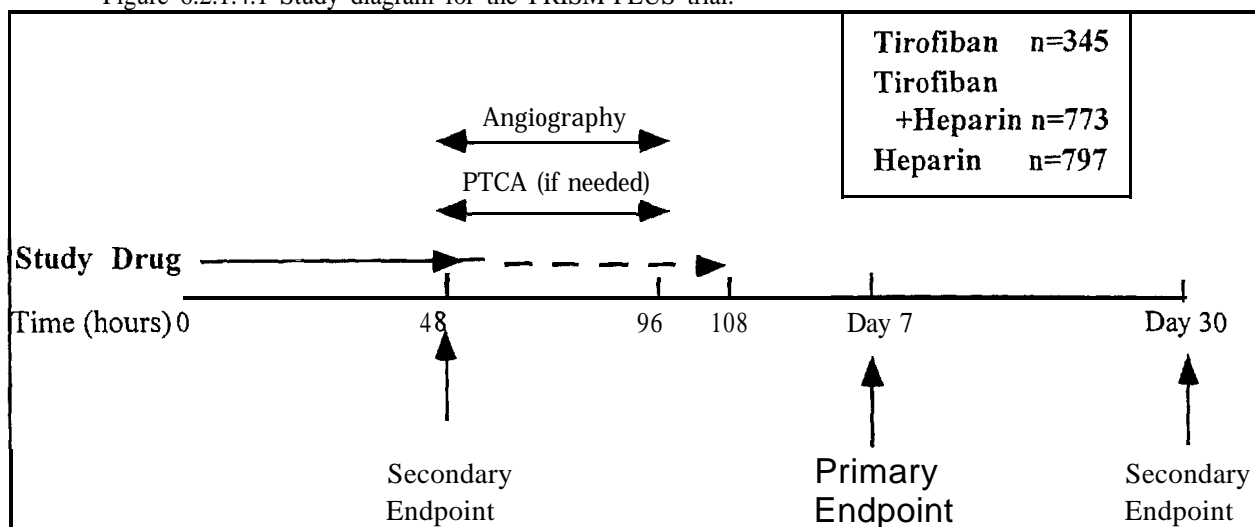 Figure 6.2.1.4.1 Study diagram for the PRISM-PLUS trial.
Tirofiban n=345
Tirofiban
+Heparin n=773
Heparin n=797
Angiography
PTCA (if needed)
Study Drug
Time (hours) 0 48 96 108 Day 7 Day 30
Secondary
Endpoint
Primary
Endpoint
Secondary
Endpoint